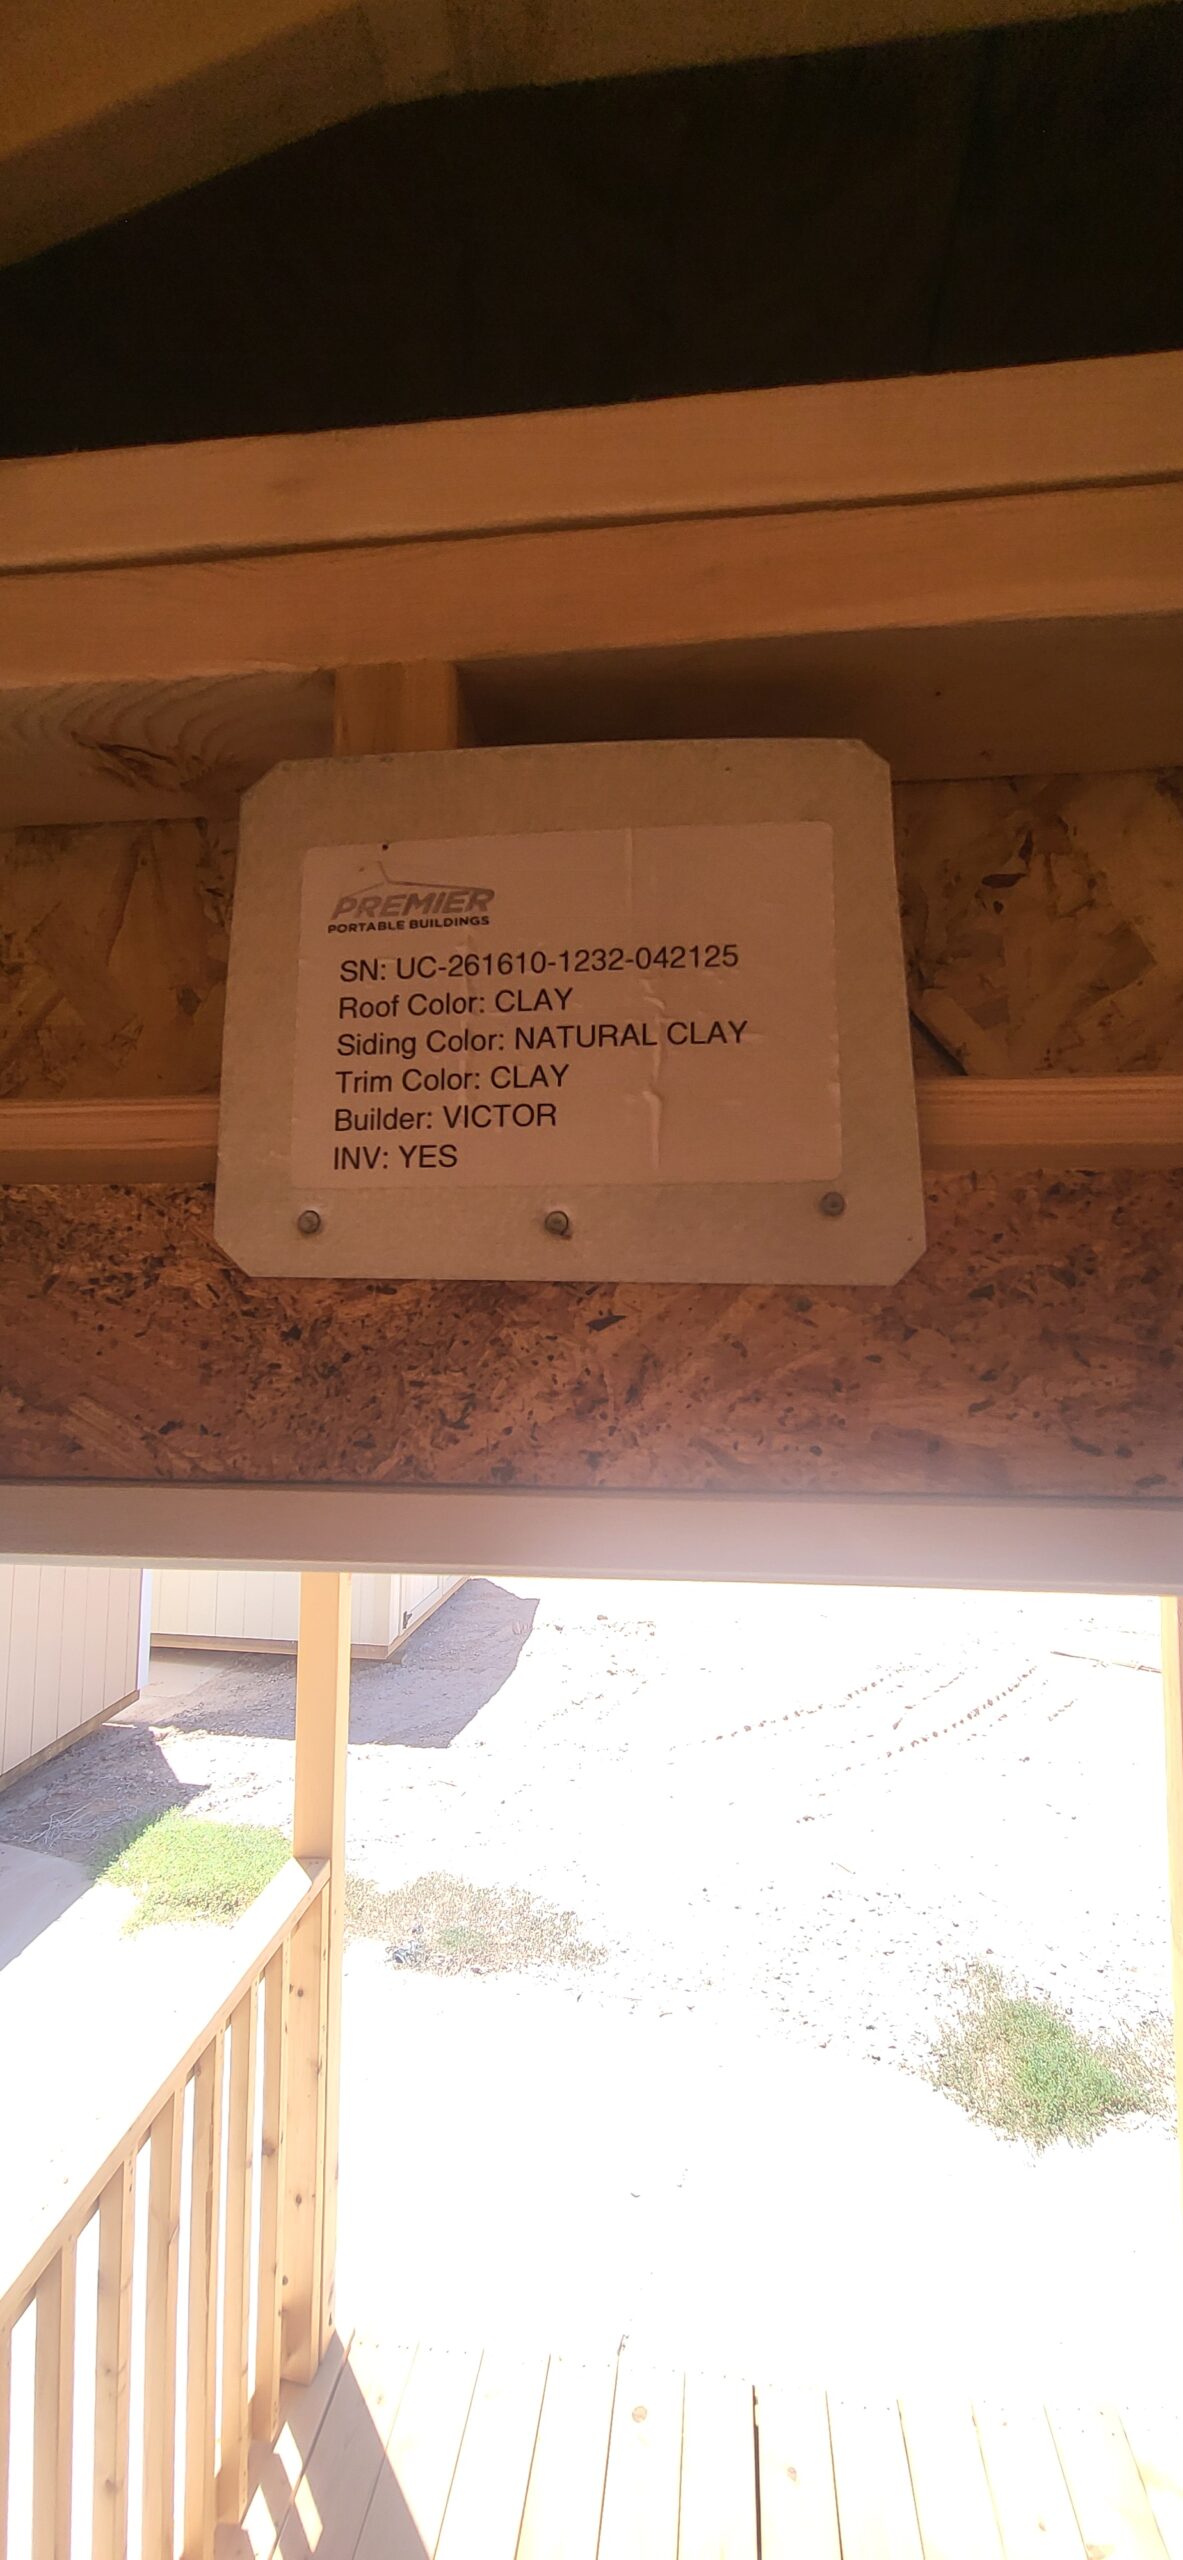 PREMIER
PORTABLE BUILDINGS
SN: UC-261610-1232-042125
Roof Color: CLAY
Siding Color: NATURAL CLAY
Trim Color: CLAY
Builder: VICTOR
INV: YES